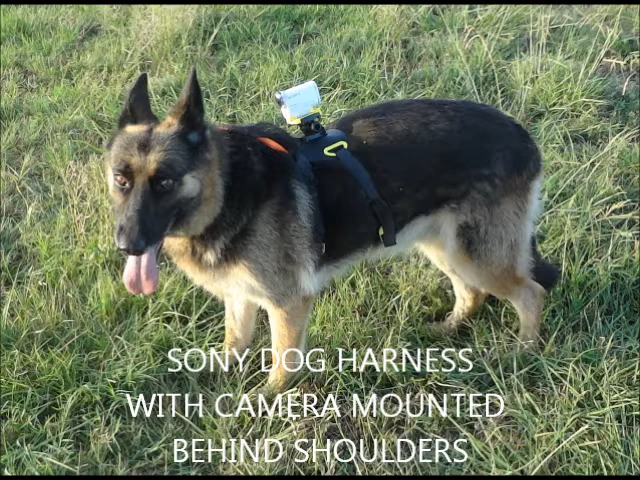 SONY DOG HARNESS
WITH CAMERA MOUNTED
BEHIND SHOULDERS